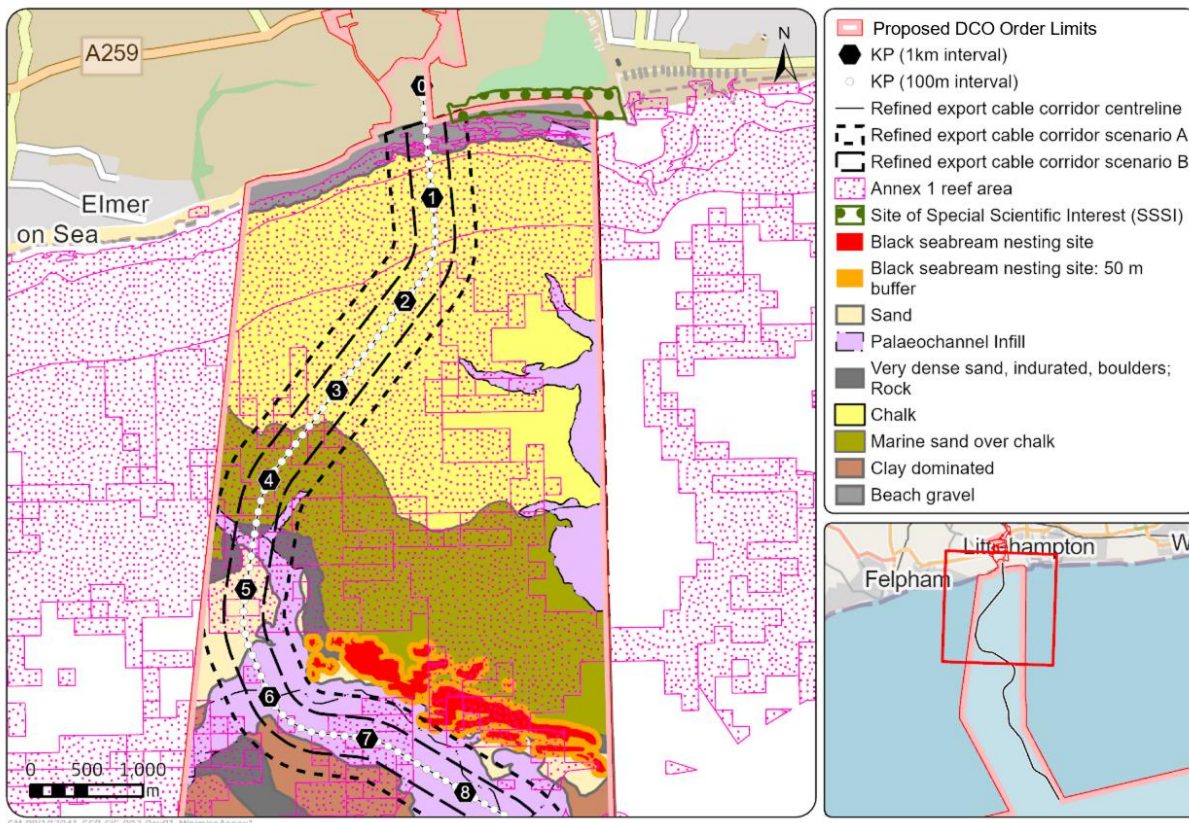 A259
N
0
Elmer
on Sea
1
2
3
4
5
6
7
8
0 500 1,000
m
Proposed DCO Order Limits
KP (1km interval)
KP (100m interval)
Refined export cable corridor centreline
Refined export cable corridor scenario A
Refined export cable corridor scenario B
Annex 1 reef area
Site of Special Scientific Interest (SSSI)
Black seabream nesting site
Black seabream nesting site: 50 m
buffer
Sand
Palaeochannel Infill
Very dense sand, indurated, boulders;
Rock
Chalk
Marine sand over chalk
Clay dominated
Beach gravel
Littlehampton
W
Felpham